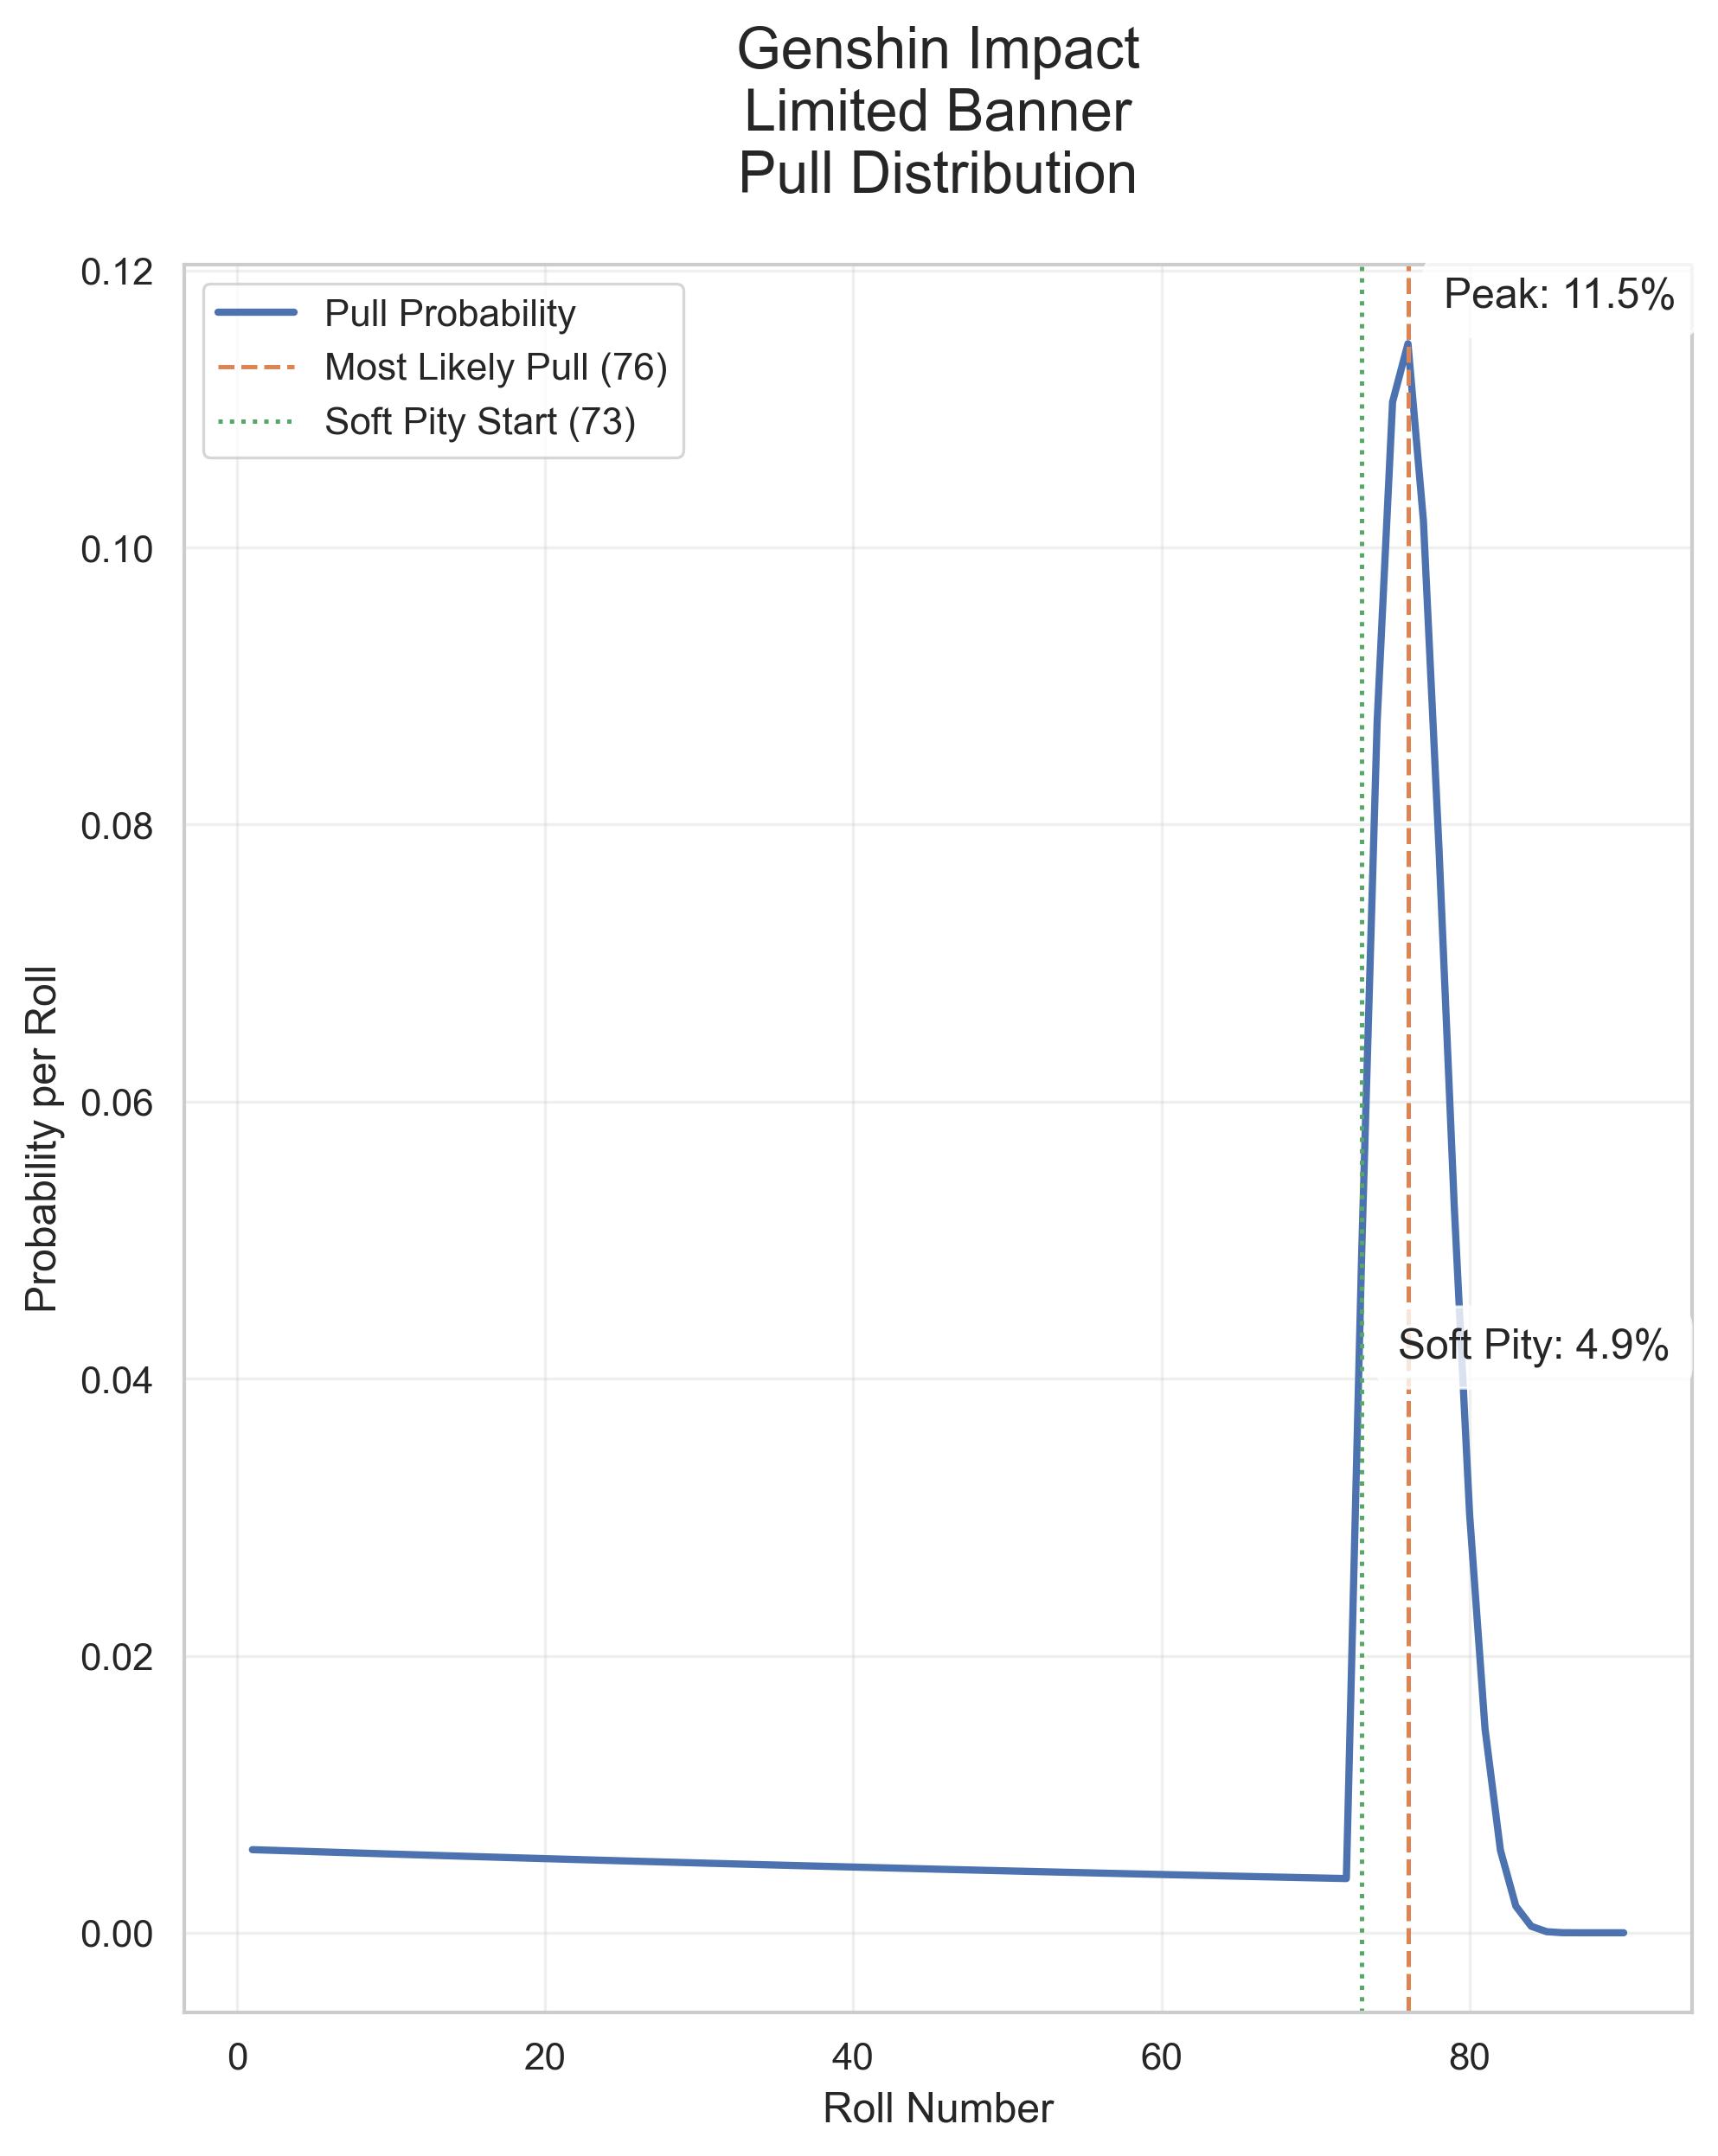 Genshin Impact
Limited Banner
Pull Distribution
Pull Probability
Most Likely Pull (76)
Soft Pity Start (73)
Peak: 11.5%
Soft Pity: 4.9%
0.12
0.10
0.08
0.06
0.04
0.02
0.00
Probability per Roll
0
20
40
60
80
Roll Number